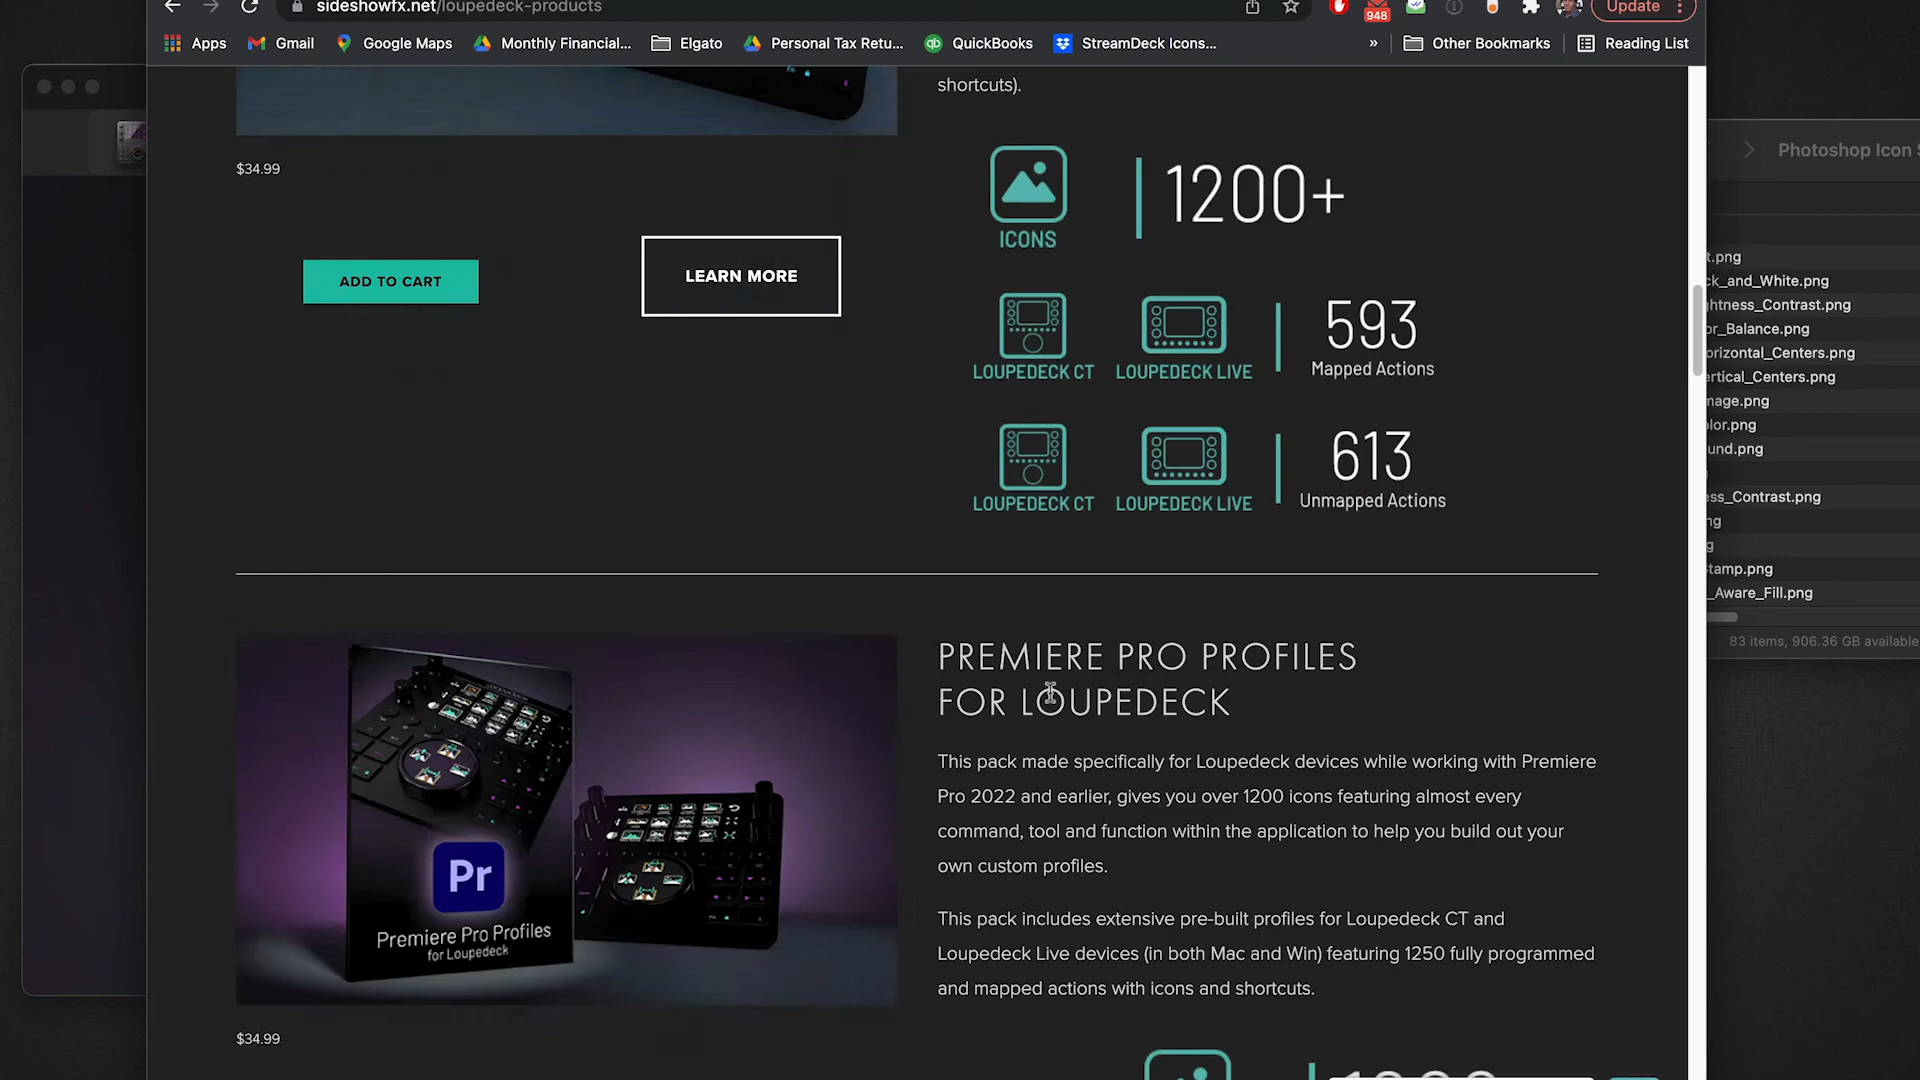 sideshowfx.net/loupedeck-products
948
Update
Apps
Gmail
Google Maps
Monthly Financial...
Elgato
Personal Tax Retu...
QuickBooks
StreamDeck Icons...
»
Other Bookmarks
Reading List
shortcuts).
$34.99
ADD TO CART
LEARN MORE
ICONS
1200+
LOUPEDECK CT
LOUPEDECK LIVE
593
Mapped Actions
LOUPEDECK CT
LOUPEDECK LIVE
613
Unmapped Actions
PREMIERE PRO PROFILES
FOR LOUPEDECK
This pack made specifically for Loupedeck devices while working with Premiere
Pro 2022 and earlier, gives you over 1200 icons featuring almost every
command, tool and function within the application to help you build out your
own custom profiles.
This pack includes extensive pre-built profiles for Loupedeck CT and
Loupedeck Live devices (in both Mac and Win) featuring 1250 fully programmed
and mapped actions with icons and shortcuts.
Pr
Premiere Pro Profiles
for Loupedeck
$34.99
Photoshop Icon S
t.png
ck_and_White.png
ghtness_Contrast.png
or_Balance.png
orizontal_Centers.png
ertical_Centers.png
mage.png
olor.png
und.png
ess_Contrast.png
ng
g
Stamp.png
_Aware_Fill.png
83 items, 906.36 GB available